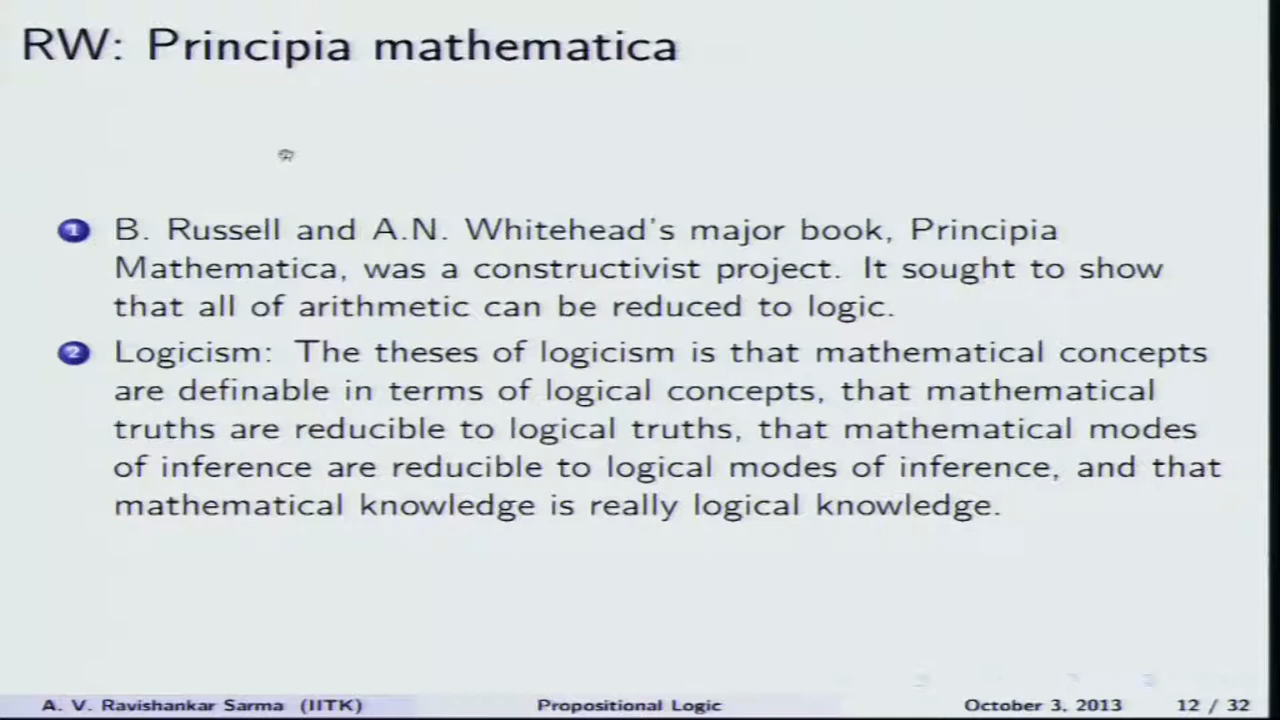 RW: Principia mathematica
1 B. Russell and A.N. Whitehead's major book, Principia
Mathematica, was a constructivist project. It sought to show
that all of arithmetic can be reduced to logic.
2 Logicism: The theses of logicism is that mathematical concepts
are definable in terms of logical concepts, that mathematical
truths are reducible to logical truths, that mathematical modes
of inference are reducible to logical modes of inference, and that
mathematical knowledge is really logical knowledge.
A. V. Ravishankar Sarma (IITK) Propositional Logic October 3, 2013 12 / 32